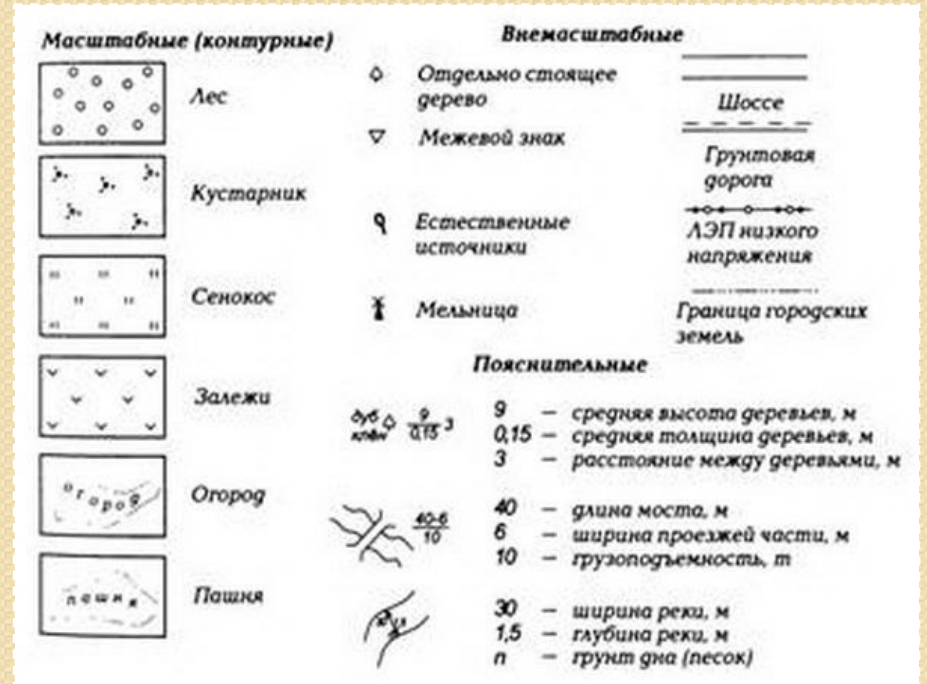 Масштабные (контурные)
Лес
Кустарник
Сенокос
Залежи
огород
Огород
пашня
Пашня
Внемасштабные
Отдельно стоящее
дерево
Межевой знак
Естественные
источники
Мельница
Шоссе
Грунтовая
дорога
ЛЭП низкого
напряжения
Граница городских
земель
Пояснительные
дуб 9 3
клён 0,15
9 — средняя высота деревьев, м
0,15 — средняя толщина деревьев, м
3 — расстояние между деревьями, м
40-6
10
40 — длина моста, м
6 — ширина проезжей части, м
10 — грузоподъемность, т
30 — ширина реки, м
1,5 — глубина реки, м
п — грунт дна (песок)